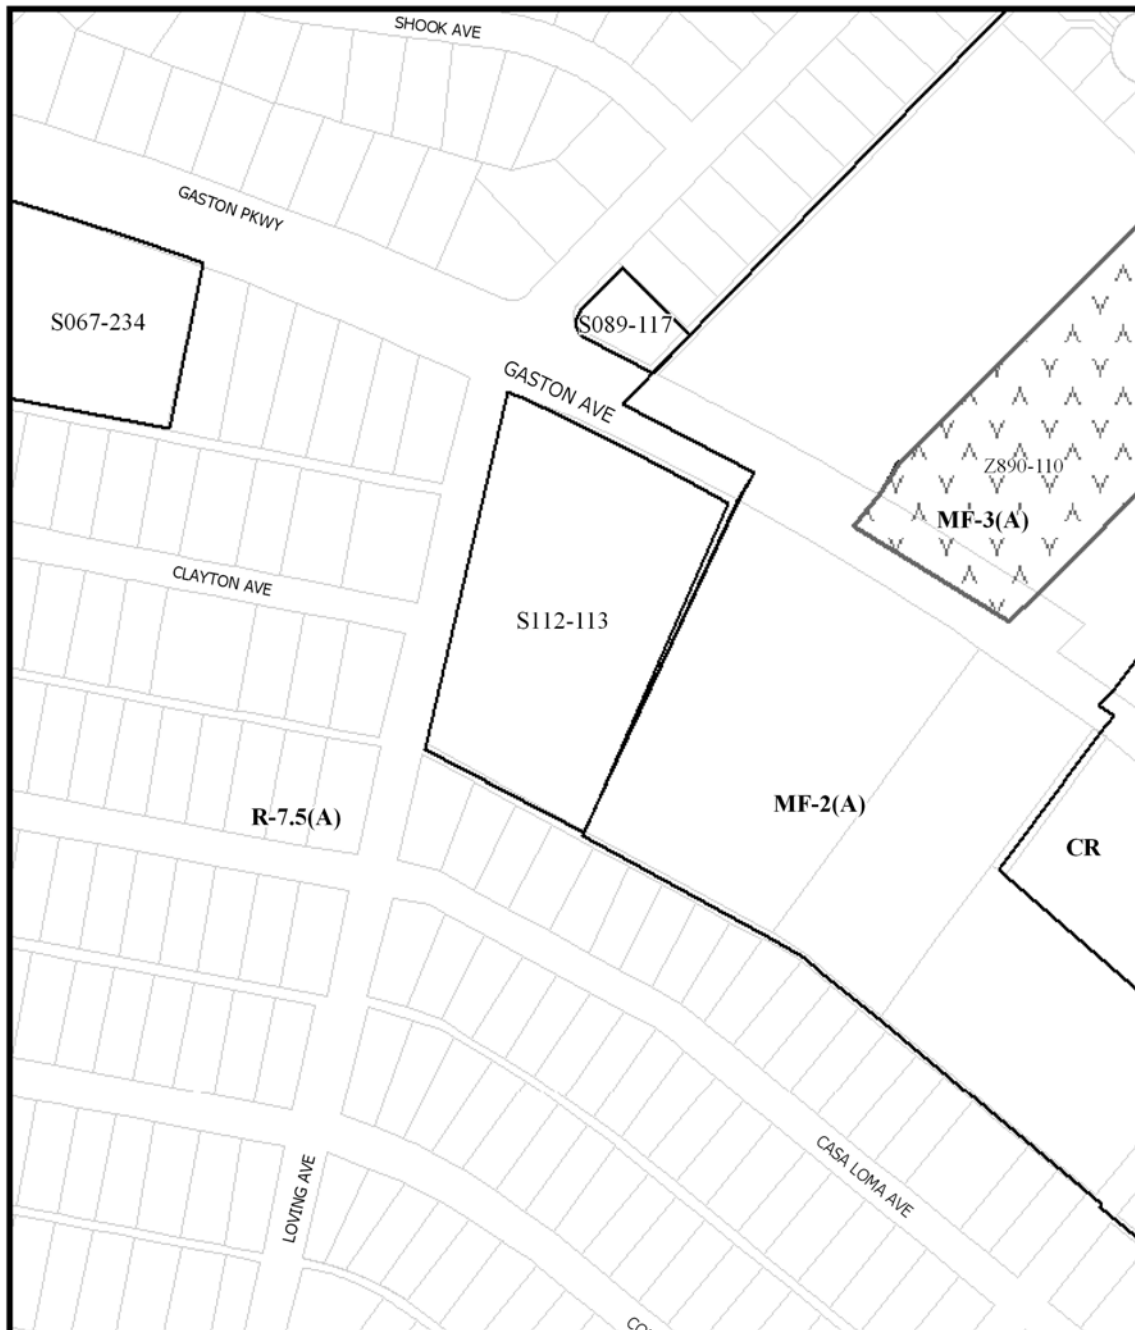 SHOOK AVE
GASTON PKWY
S067-234
S089-117
GASTON AVE
Z890-110
MF-3(A)
CLAYTON AVE
S112-113
R-7.5(A)
MF-2(A)
CR
CASA LOMA AVE
LOVING AVE